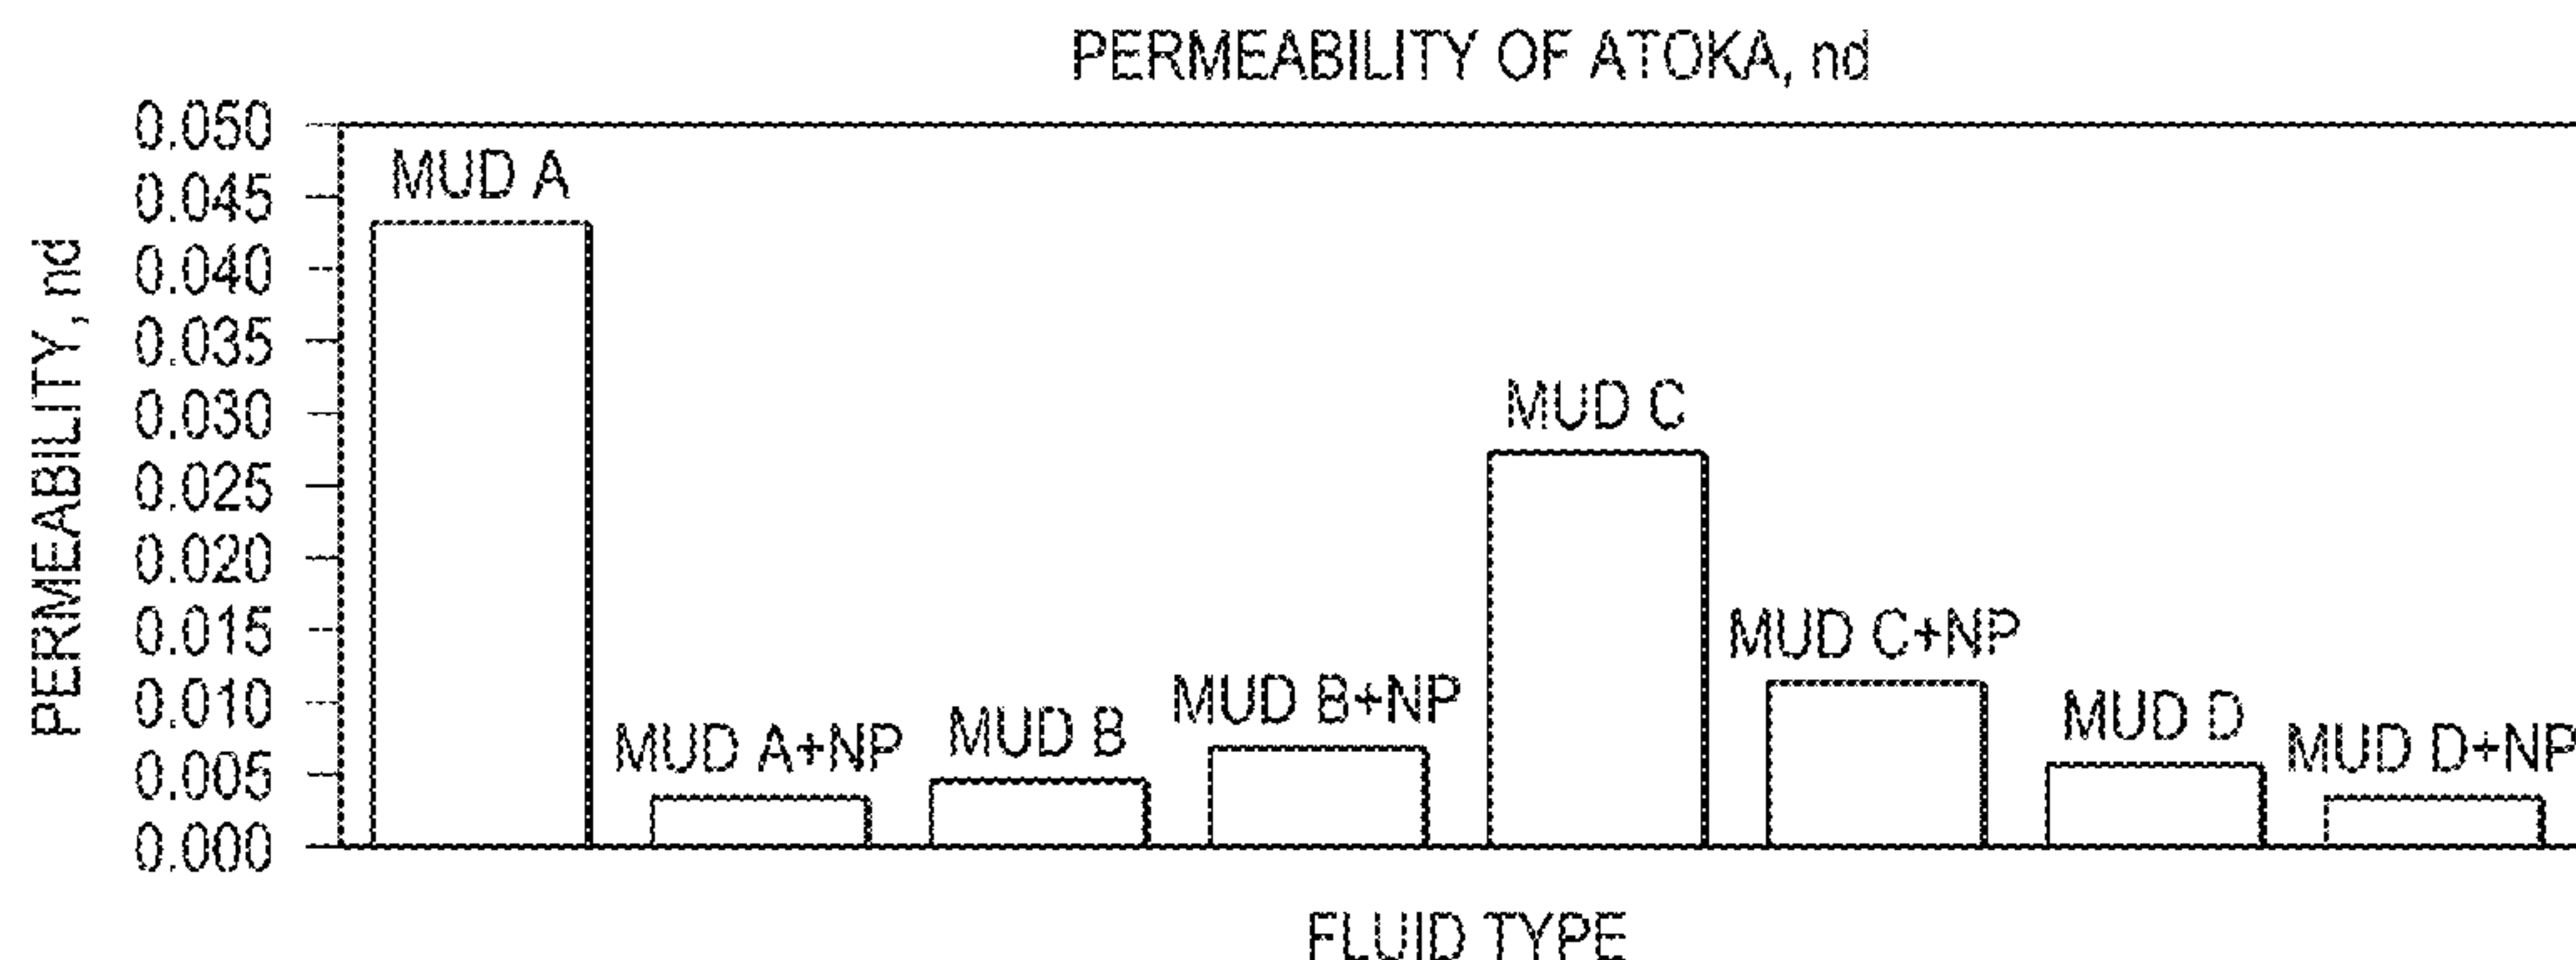 PERMEABILITY OF ATOKA, nd
PERMEABILITY, nd
0.050
0.045
0.040
0.035
0.030
0.025
0.020
0.015
0.010
0.005
0.000
MUD A
MUD A+NP
MUD B
MUD B+NP
MUD C
MUD C+NP
MUD D
MUD D+NP
FLUID TYPE